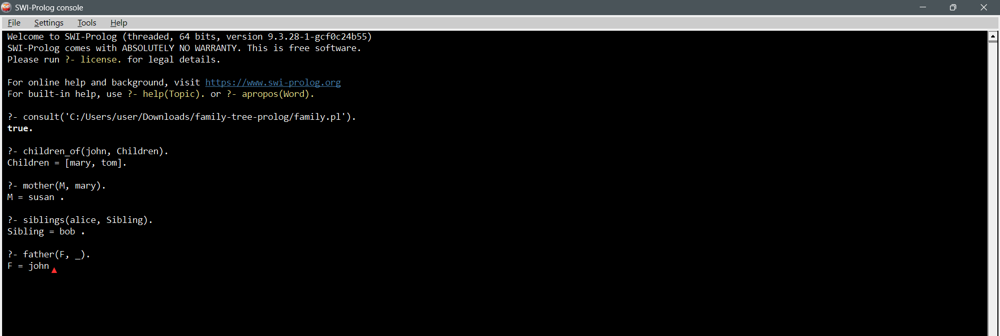 SWI-Prolog console
File Settings Tools Help
Welcome to SWI-Prolog (threaded, 64 bits, version 9.3.28-1-gcf0c24b55)
SWI-Prolog comes with ABSOLUTELY NO WARRANTY. This is free software.
Please run ?- license. for legal details.
For online help and background, visit https://www.swi-prolog.org
For built-in help, use ?- help(Topic). or ?- apropos(Word).
?- consult('C:/Users/user/Downloads/family-tree-prolog/family.pl').
true.
?- children_of(john, Children).
Children = [mary, tom].
?- mother(M, mary).
M = susan .
?- siblings(alice, Sibling).
Sibling = bob .
?- father(F, _).
F = john